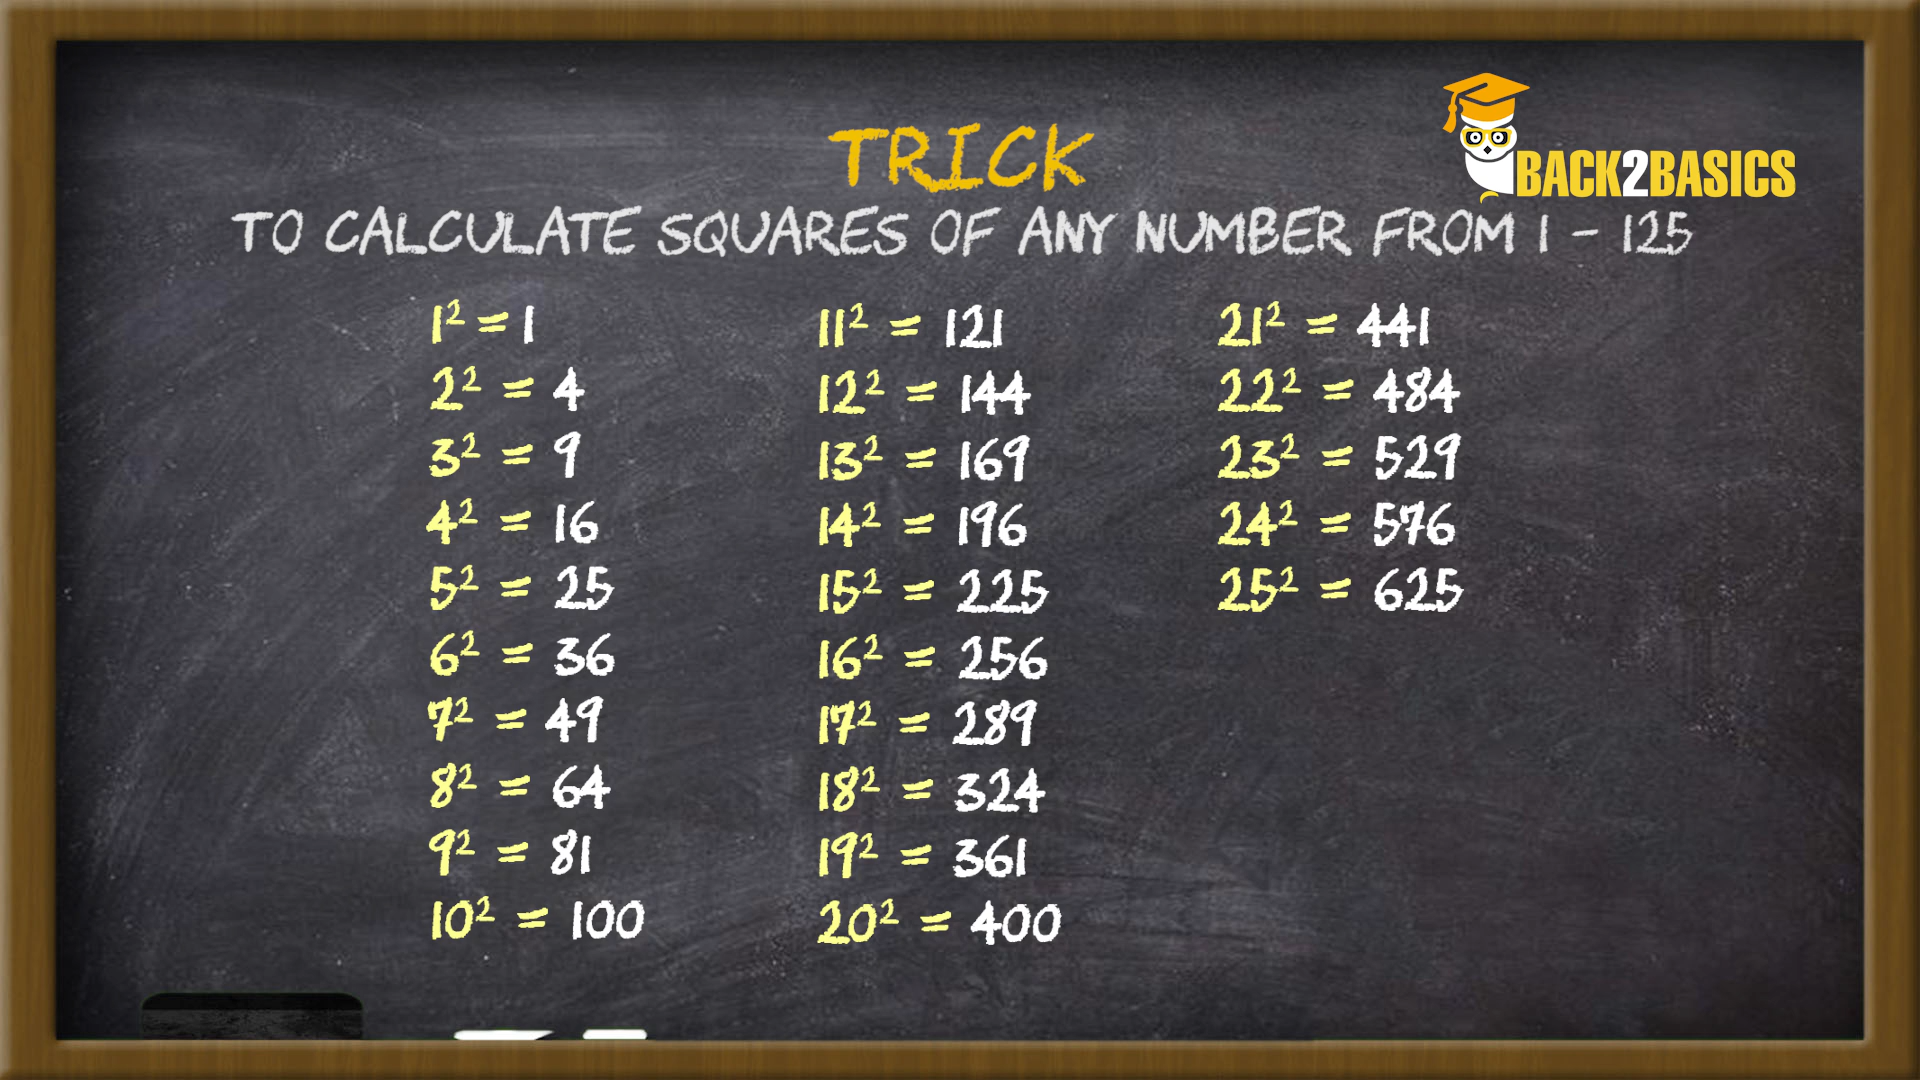 TRICK
BACK2BASICS
TO CALCULATE SQUARES OF ANY NUMBER FROM 1 - 125
1² = 1
2² = 4
3² = 9
4² = 16
5² = 25
6² = 36
7² = 49
8² = 64
9² = 81
10² = 100
11² = 121
12² = 144
13² = 169
14² = 196
15² = 225
16² = 256
17² = 289
18² = 324
19² = 361
20² = 400
21² = 441
22² = 484
23² = 529
24² = 576
25² = 625